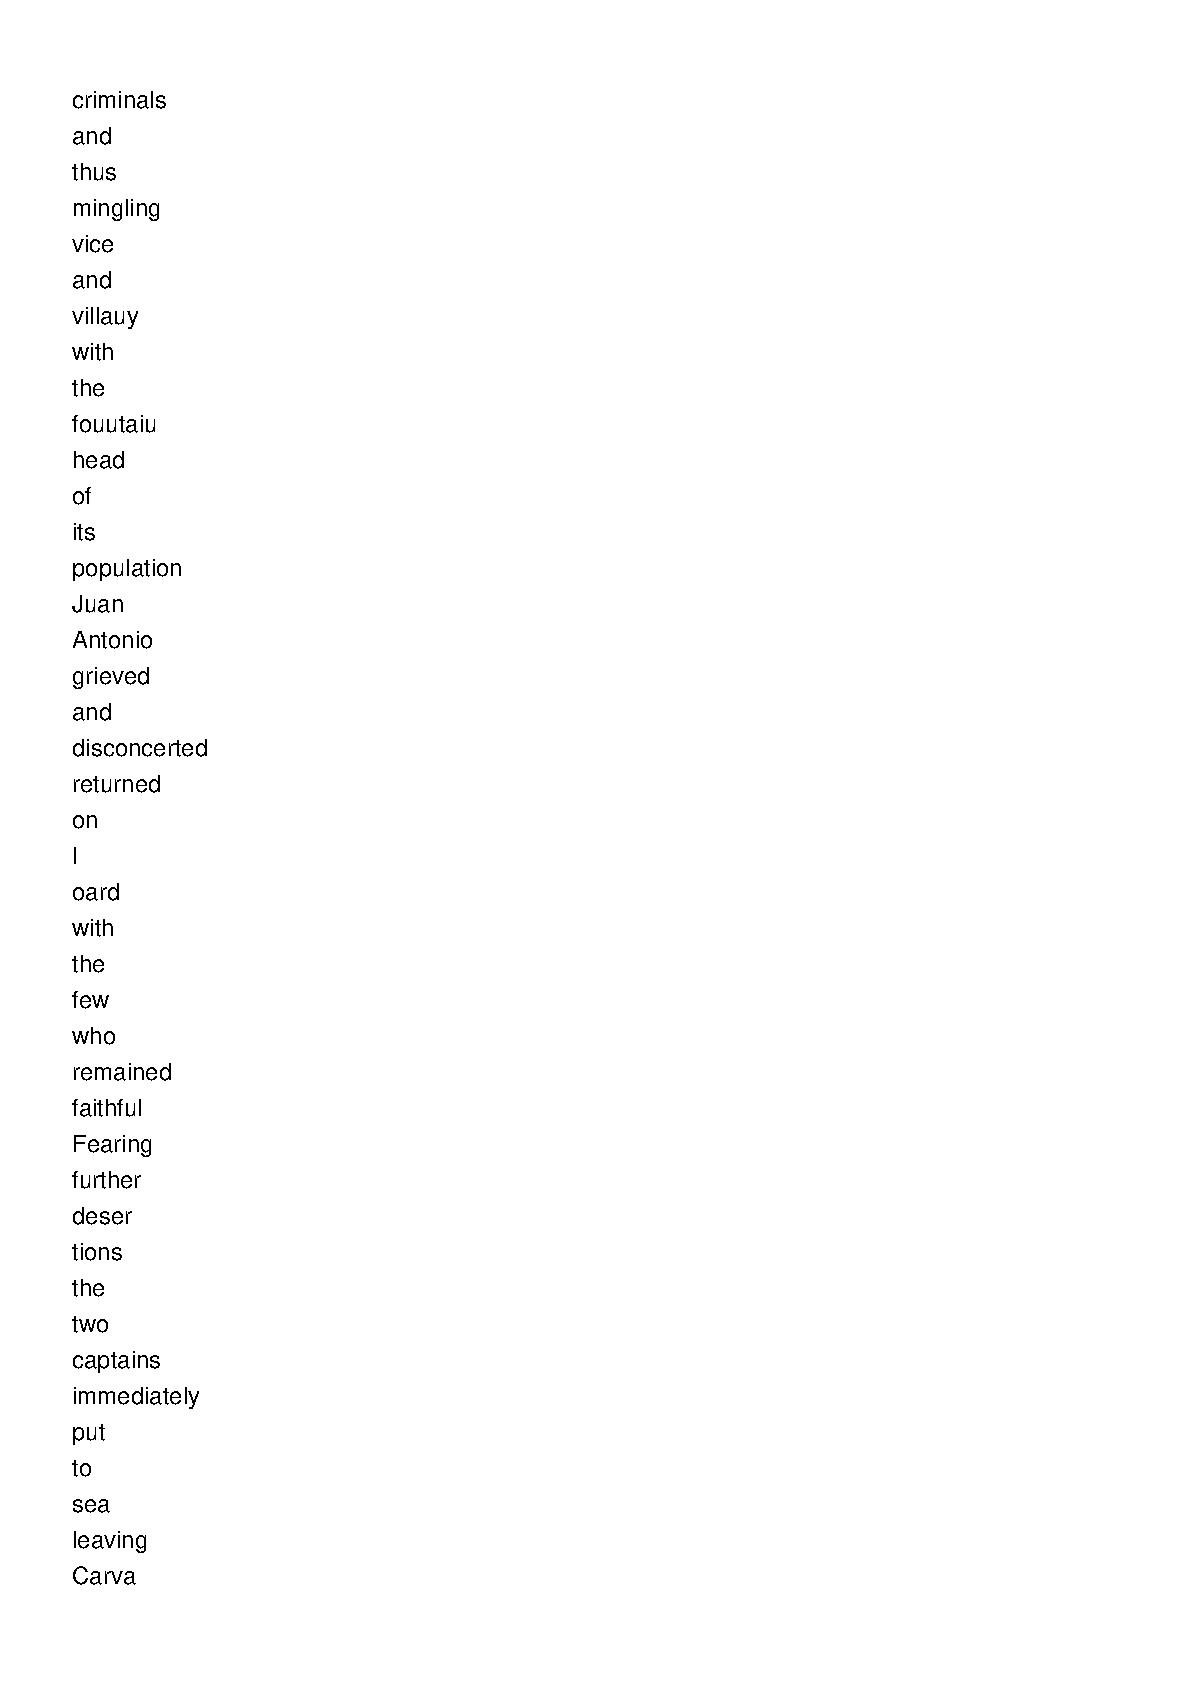 criminals
and
thus
mingling
vice
and
villauy
with
the
fouutaiu
head
of
its
population
Juan
Antonio
grieved
and
disconcerted
returned
on
I
oard
with
the
few
who
remained
faithful
Fearing
further
deser
tions
the
two
captains
immediately
put
to
sea
leaving
Carva